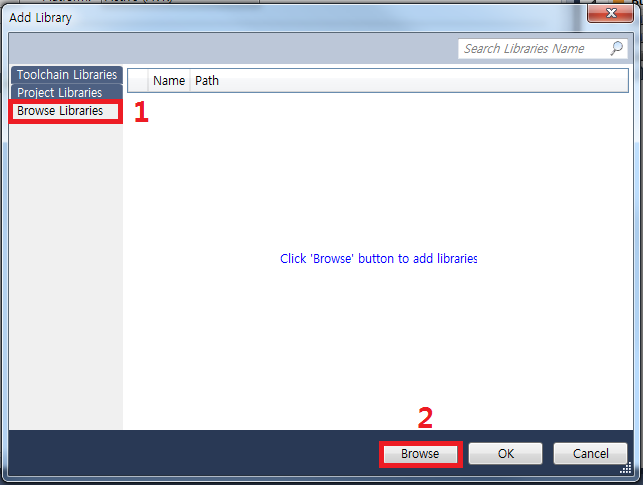 Add Library
Search Libraries Name
Toolchain Libraries
Project Libraries
Browse Libraries
1
Name Path
Click 'Browse' button to add libraries
2
Browse OK Cancel